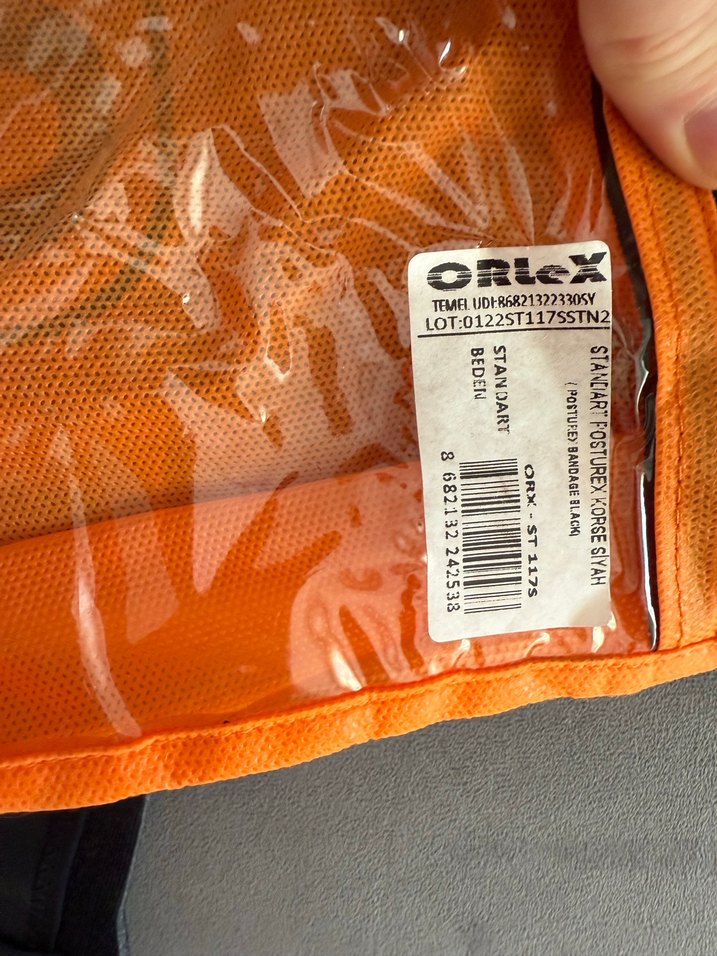 ORLeX
TEMEL UDI:86821322330SY
LOT:0122ST117SSTN2
STANDART POSTUREX KORSE SİYAH
( POSTUREX BANDAGE BLACK)
STANDART
BEDEN
ORX - ST 117S
8 682132 242538